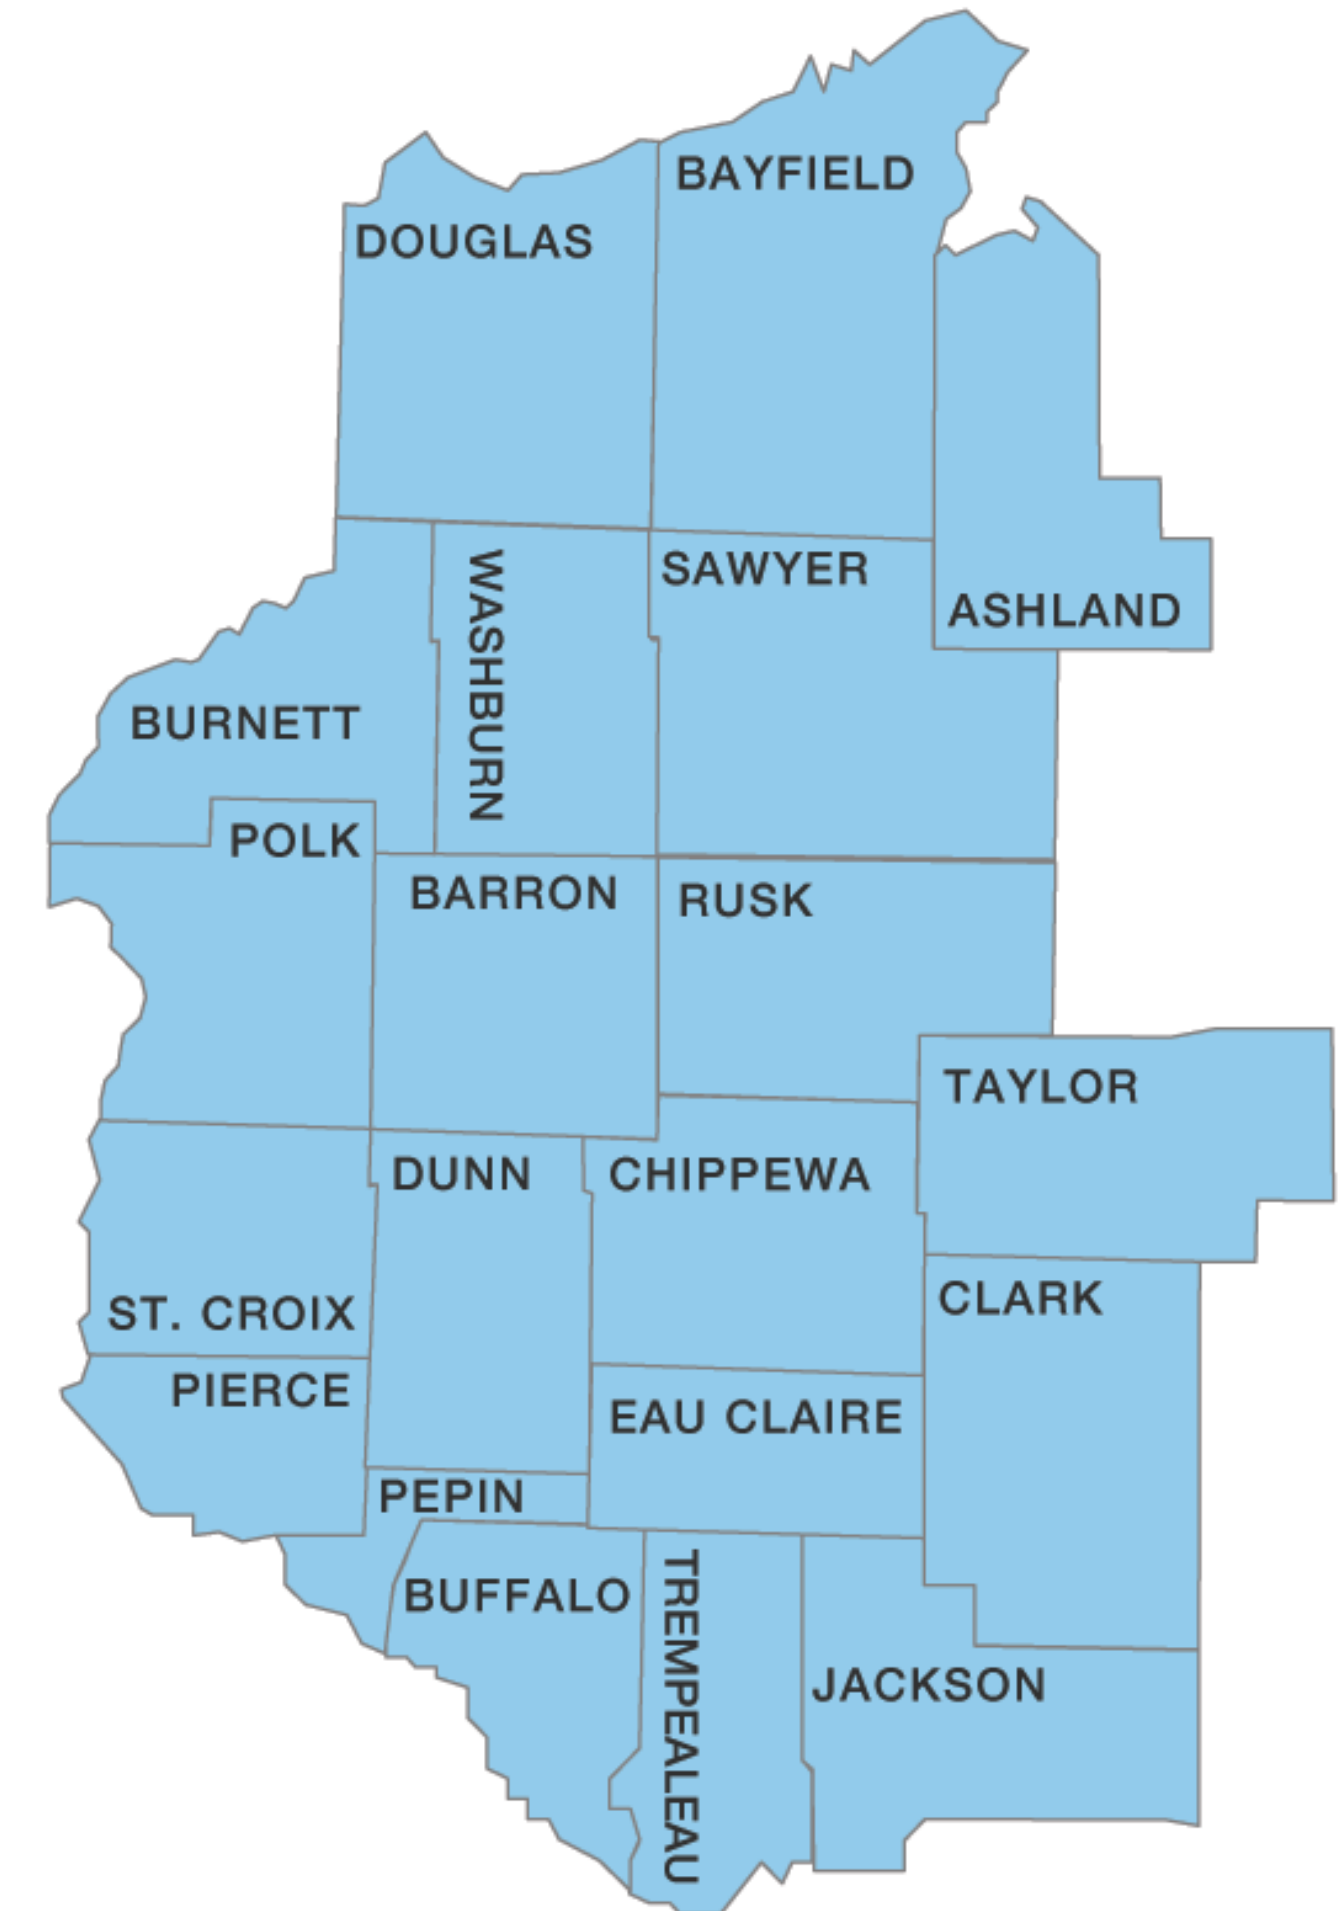 BAYFIELD
DOUGLAS
WASHBURN
SAWYER
ASHLAND
BURNETT
POLK
BARRON
RUSK
TAYLOR
DUNN
CHIPPEWA
ST. CROIX
CLARK
PIERCE
EAU CLAIRE
PEPIN
BUFFALO
TREMPEALEAU
JACKSON